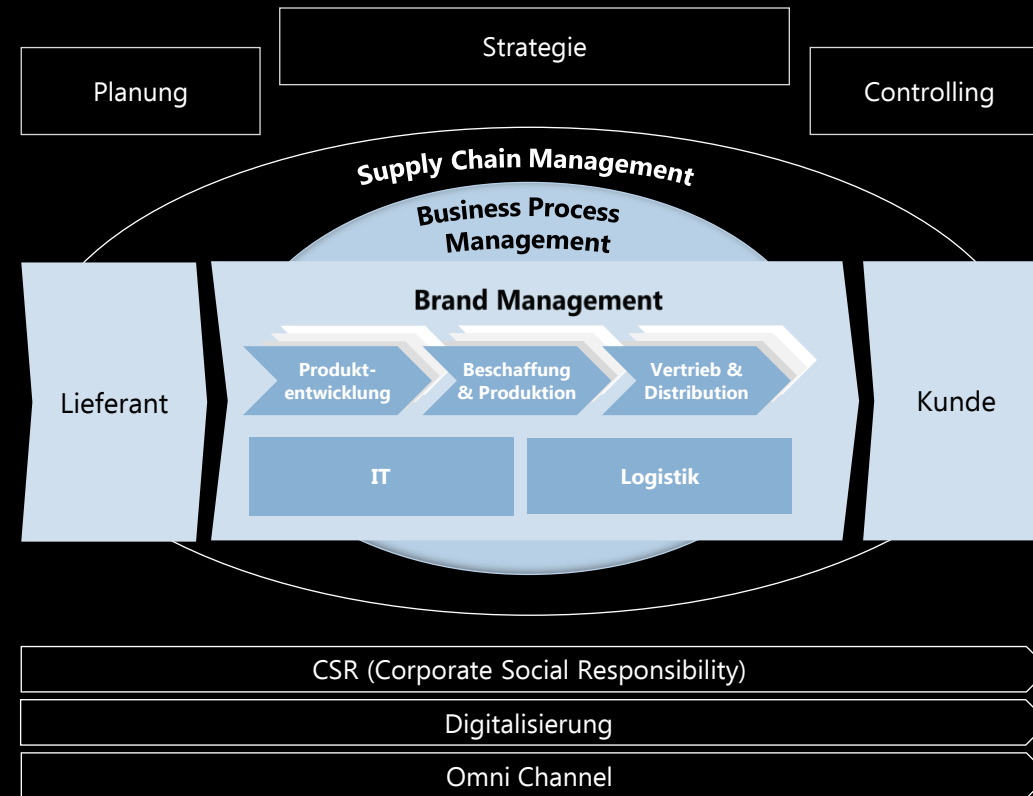 Strategie
Planung
Controlling
Supply Chain Management
Business Process
Management
Brand Management
Produkt-
entwicklung
Beschaffung
& Produktion
Vertrieb &
Distribution
Lieferant
Kunde
IT
Logistik
CSR (Corporate Social Responsibility)
Digitalisierung
Omni Channel